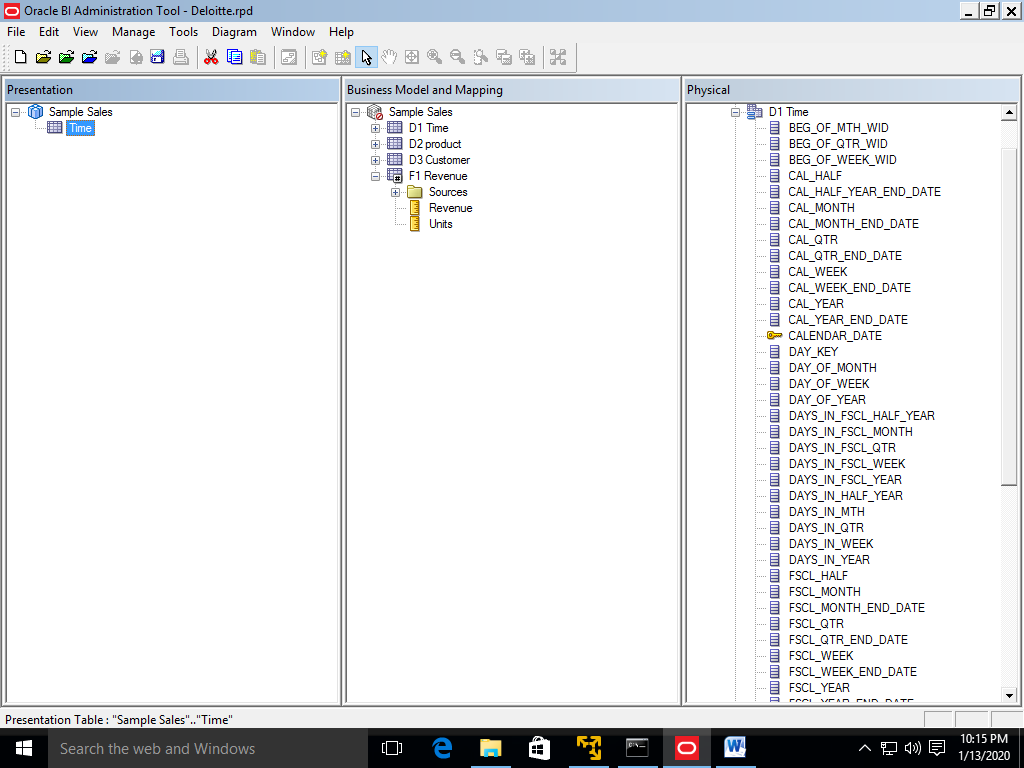 Oracle BI Administration Tool - Deloitte.rpd
File Edit View Manage Tools Diagram Window Help
Presentation
Sample Sales
Time
Business Model and Mapping
Sample Sales
D1 Time
D2 product
D3 Customer
F1 Revenue
Sources
Revenue
Units
Physical
D1 Time
BEG_OF_MTH_WID
BEG_OF_QTR_WID
BEG_OF_WEEK_WID
CAL_HALF
CAL_HALF_YEAR_END_DATE
CAL_MONTH
CAL_MONTH_END_DATE
CAL_QTR
CAL_QTR_END_DATE
CAL_WEEK
CAL_WEEK_END_DATE
CAL_YEAR
CAL_YEAR_END_DATE
CALENDAR_DATE
DAY_KEY
DAY_OF_MONTH
DAY_OF_WEEK
DAY_OF_YEAR
DAYS_IN_FSCL_HALF_YEAR
DAYS_IN_FSCL_MONTH
DAYS_IN_FSCL_QTR
DAYS_IN_FSCL_WEEK
DAYS_IN_FSCL_YEAR
DAYS_IN_HALF_YEAR
DAYS_IN_MTH
DAYS_IN_QTR
DAYS_IN_WEEK
DAYS_IN_YEAR
FSCL_HALF
FSCL_MONTH
FSCL_MONTH_END_DATE
FSCL_QTR
FSCL_QTR_END_DATE
FSCL_WEEK
FSCL_WEEK_END_DATE
FSCL_YEAR
FSCL_YEAR_END_DATE
Presentation Table : "Sample Sales".."Time"
Search the web and Windows
10:15 PM
1/13/2020